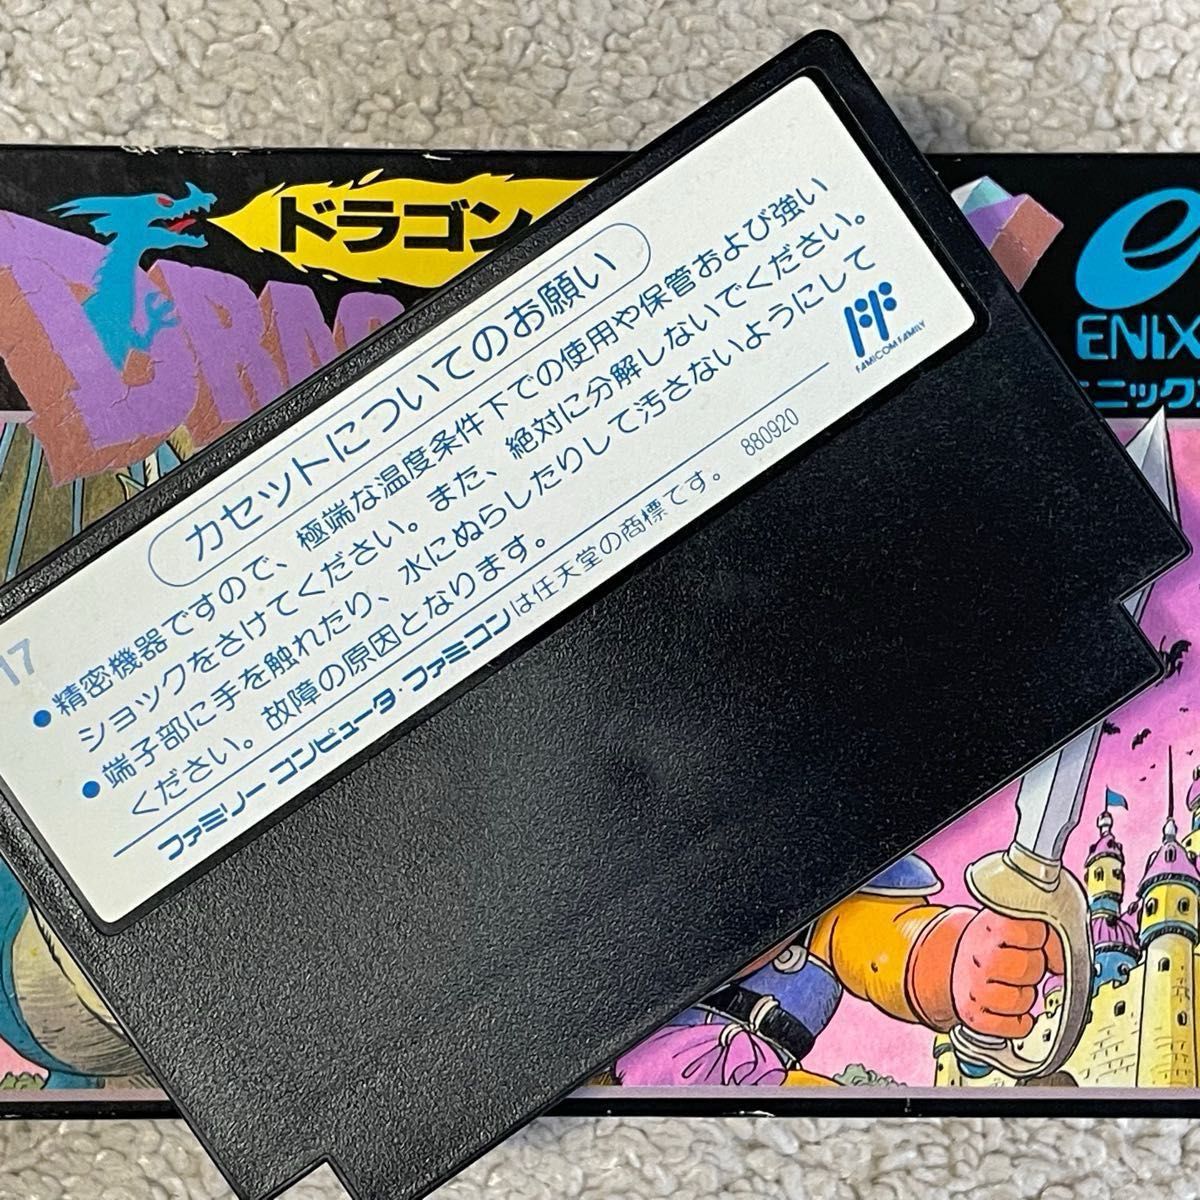 ドラゴン
DRAG
e
ENIX
ニックス
カセットについてのお願い
●精密機器ですので、極端な温度条件下での使用や保管および強い
ショックをさけてください。また、絶対に分解しないでください。
●端子部に手を触れたり、水にぬらしたりして汚さないようにして
ください。故障の原因となります。
ファミリーコンピュータ・ファミコンは任天堂の商標です。
880920
FF
FAMICOM FAMILY
17